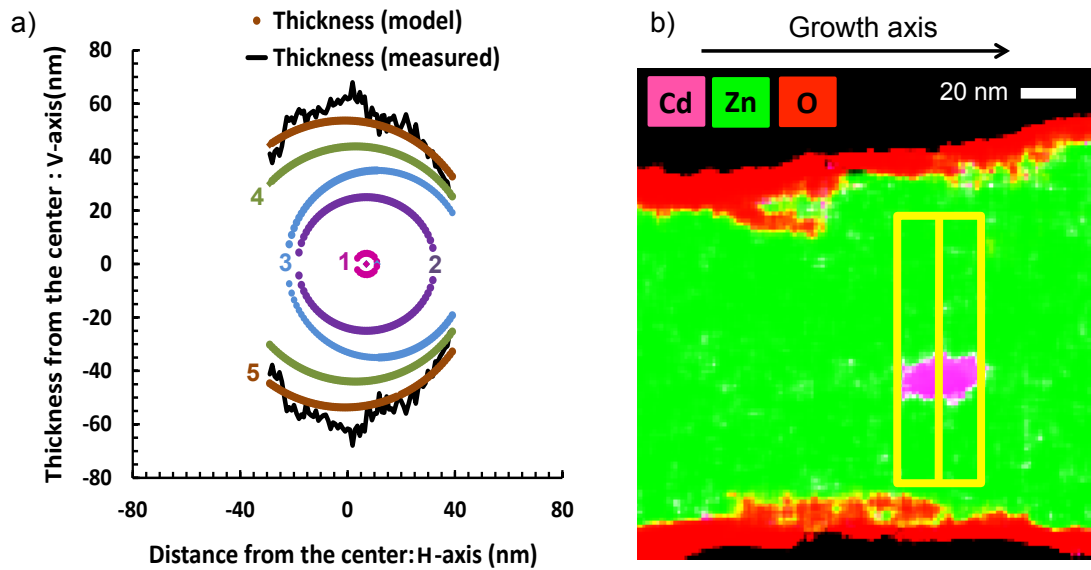 a)
Thickness (model)
Thickness (measured)
Thickness from the center : V-axis(nm)
80
60
40
20
0
-20
-40
-60
-80
4
3
1
2
5
-80
-40
0
40
80
Distance from the center:H-axis (nm)
b)
Growth axis
Cd Zn O
20 nm